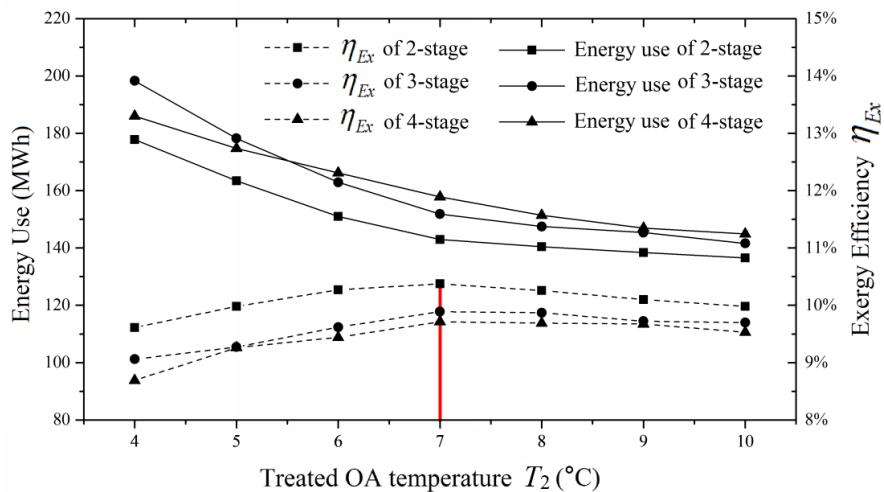 220
200
180
160
140
120
100
80
Energy Use (MWh)
η_Ex of 2-stage
η_Ex of 3-stage
η_Ex of 4-stage
Energy use of 2-stage
Energy use of 3-stage
Energy use of 4-stage
15%
14%
13%
12%
11%
10%
9%
8%
Exergy Efficiency η_Ex
4 5 6 7 8 9 10
Treated OA temperature T₂ (°C)